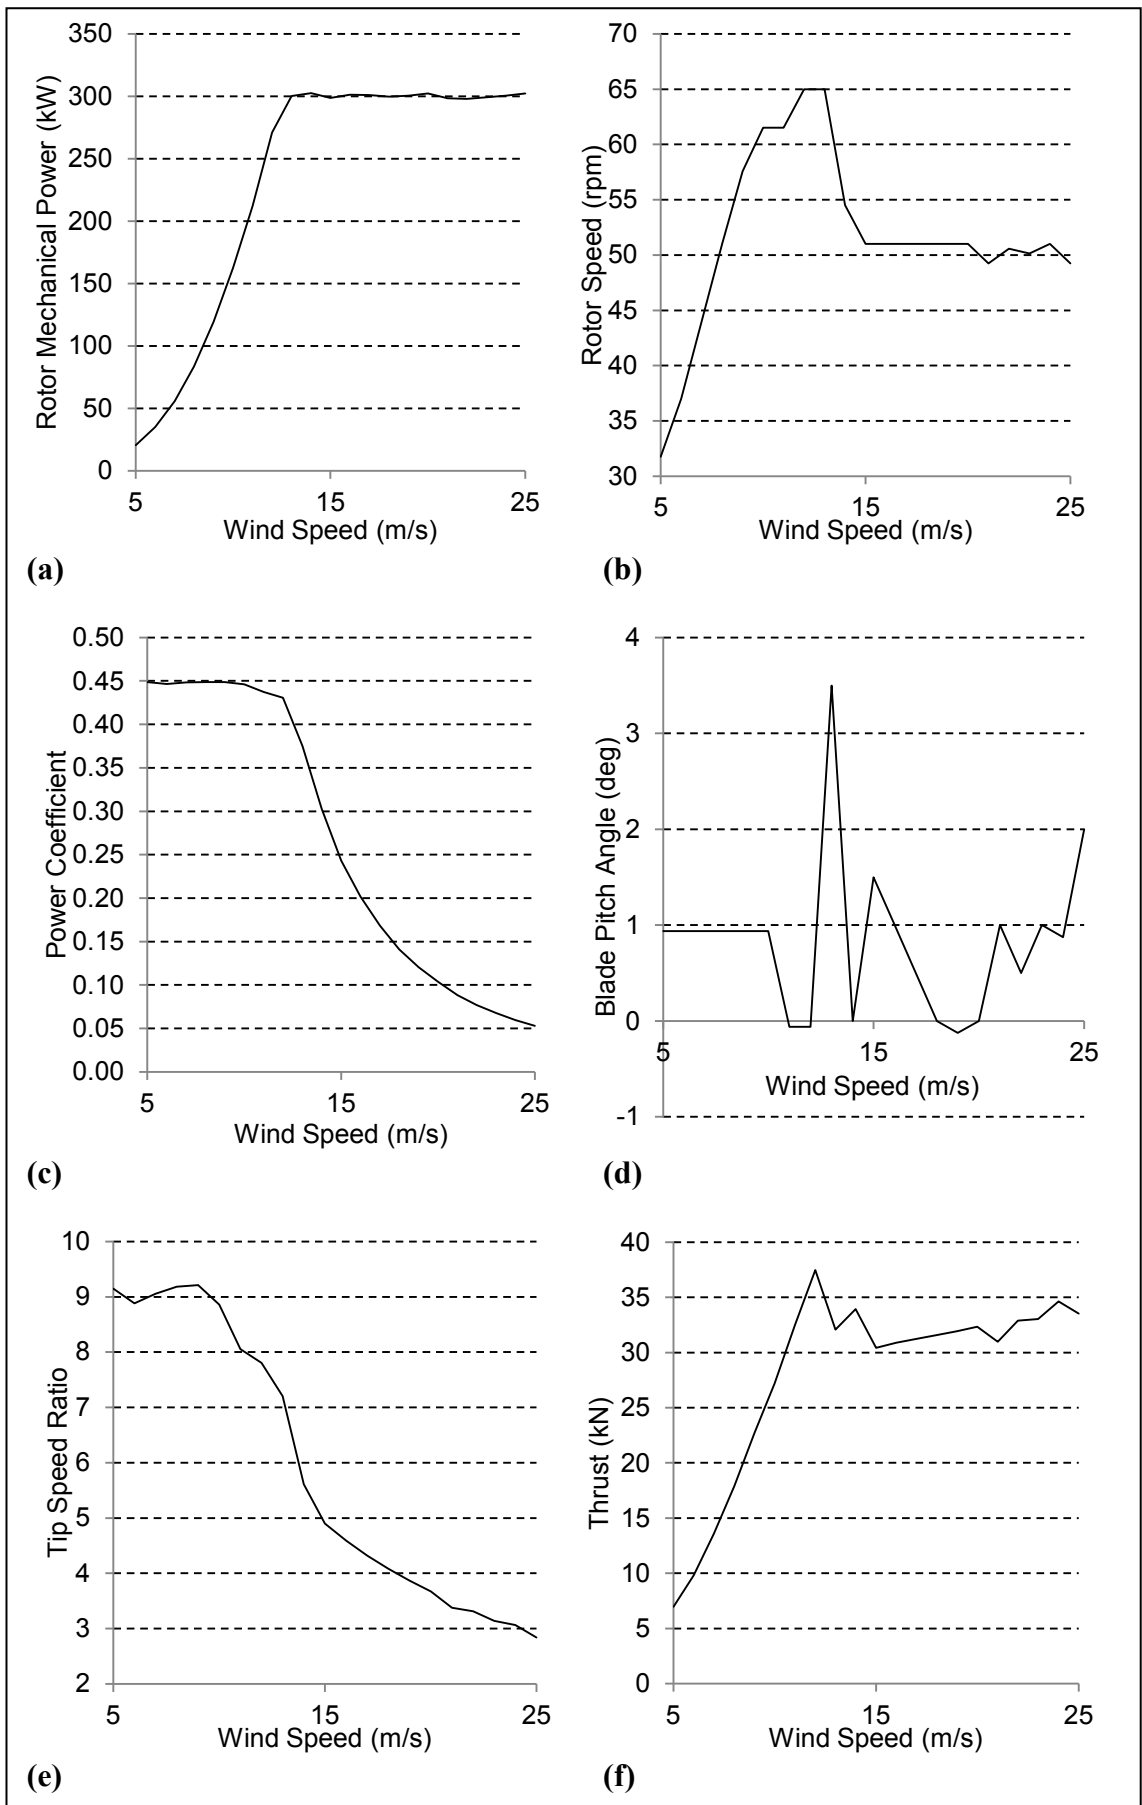 350
300
250
200
150
100
50
0
Rotor Mechanical Power (kW)
5 15 25
Wind Speed (m/s)
(a)
70
65
60
55
50
45
40
35
30
Rotor Speed (rpm)
5 15 25
Wind Speed (m/s)
(b)
0.50
0.45
0.40
0.35
0.30
0.25
0.20
0.15
0.10
0.05
0.00
Power Coefficient
5 15 25
Wind Speed (m/s)
(c)
4
3
2
1
0
-1
Blade Pitch Angle (deg)
5 15 25
Wind Speed (m/s)
(d)
10
9
8
7
6
5
4
3
2
Tip Speed Ratio
5 15 25
Wind Speed (m/s)
(e)
40
35
30
25
20
15
10
5
0
Thrust (kN)
5 15 25
Wind Speed (m/s)
(f)